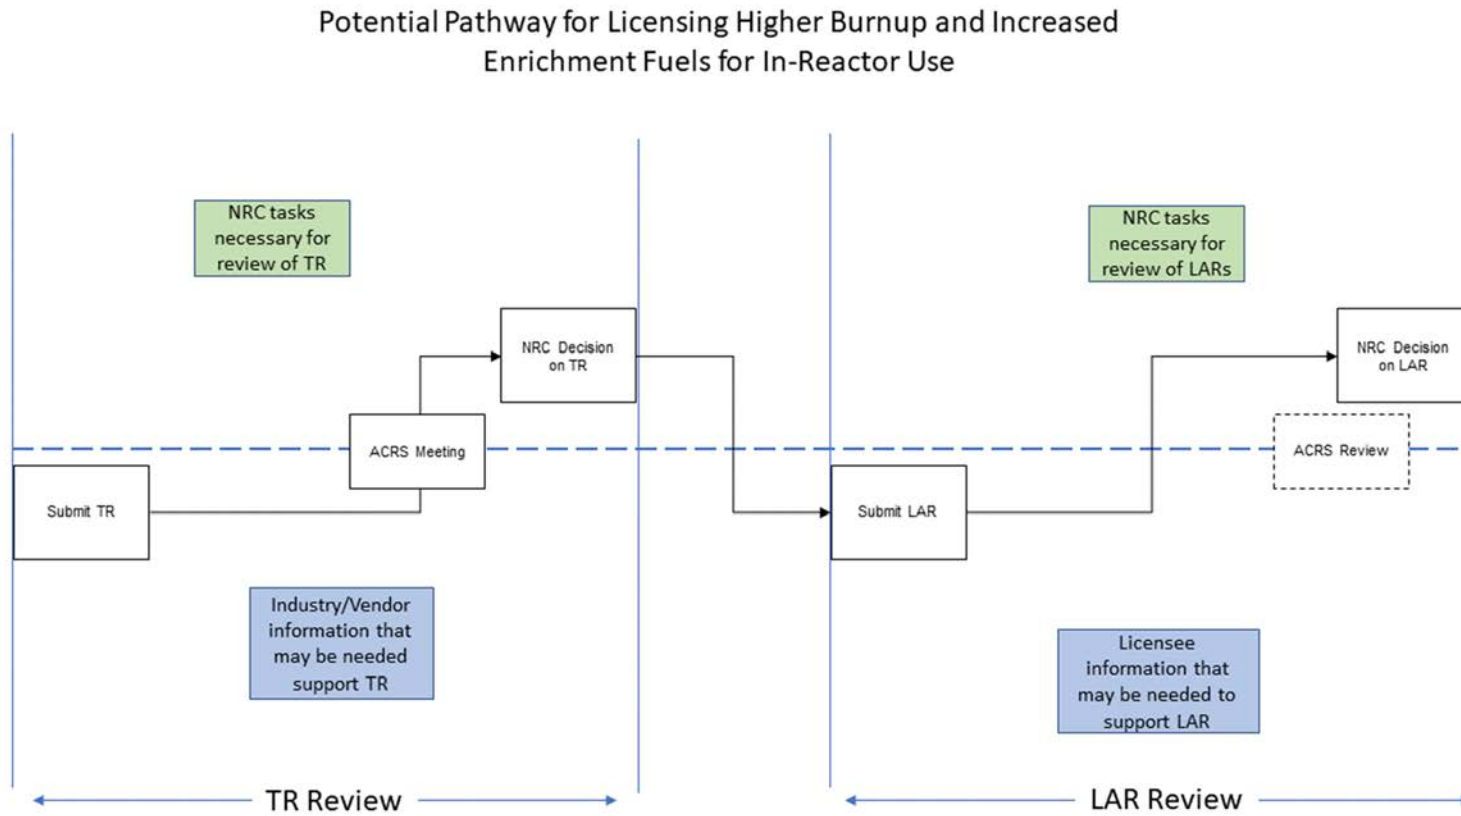 Potential Pathway for Licensing Higher Burnup and Increased
Enrichment Fuels for In-Reactor Use
NRC tasks
necessary for
review of TR
NRC tasks
necessary for
review of LARs
NRC Decision
on TR
NRC Decision
on LAR
ACRS Meeting
ACRS Review
Submit TR
Submit LAR
Industry/Vendor
information that
may be needed
support TR
Licensee
information that
may be needed to
support LAR
TR Review
LAR Review